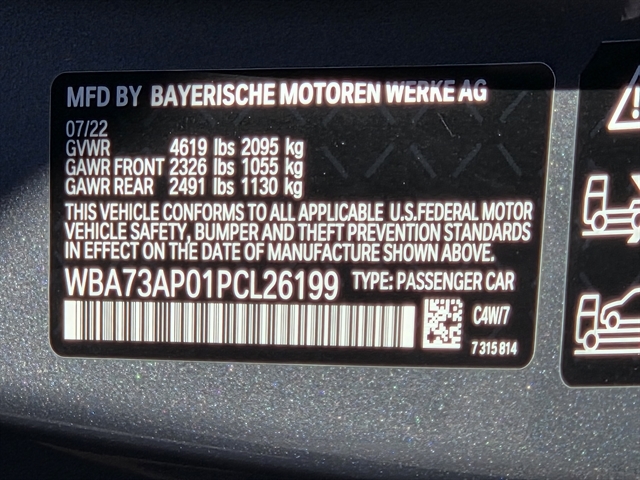 MFD BY BAYERISCHE MOTOREN WERKE AG
07/22
GVWR 4619 lbs 2095 kg
GAWR FRONT 2326 lbs 1055 kg
GAWR REAR 2491 lbs 1130 kg
THIS VEHICLE CONFORMS TO ALL APPLICABLE U.S.FEDERAL MOTOR
VEHICLE SAFETY, BUMPER AND THEFT PREVENTION STANDARDS
IN EFFECT ON THE DATE OF MANUFACTURE SHOWN ABOVE.
WBA73AP01PCL26199 TYPE: PASSENGER CAR
C4W/7
7 315 814